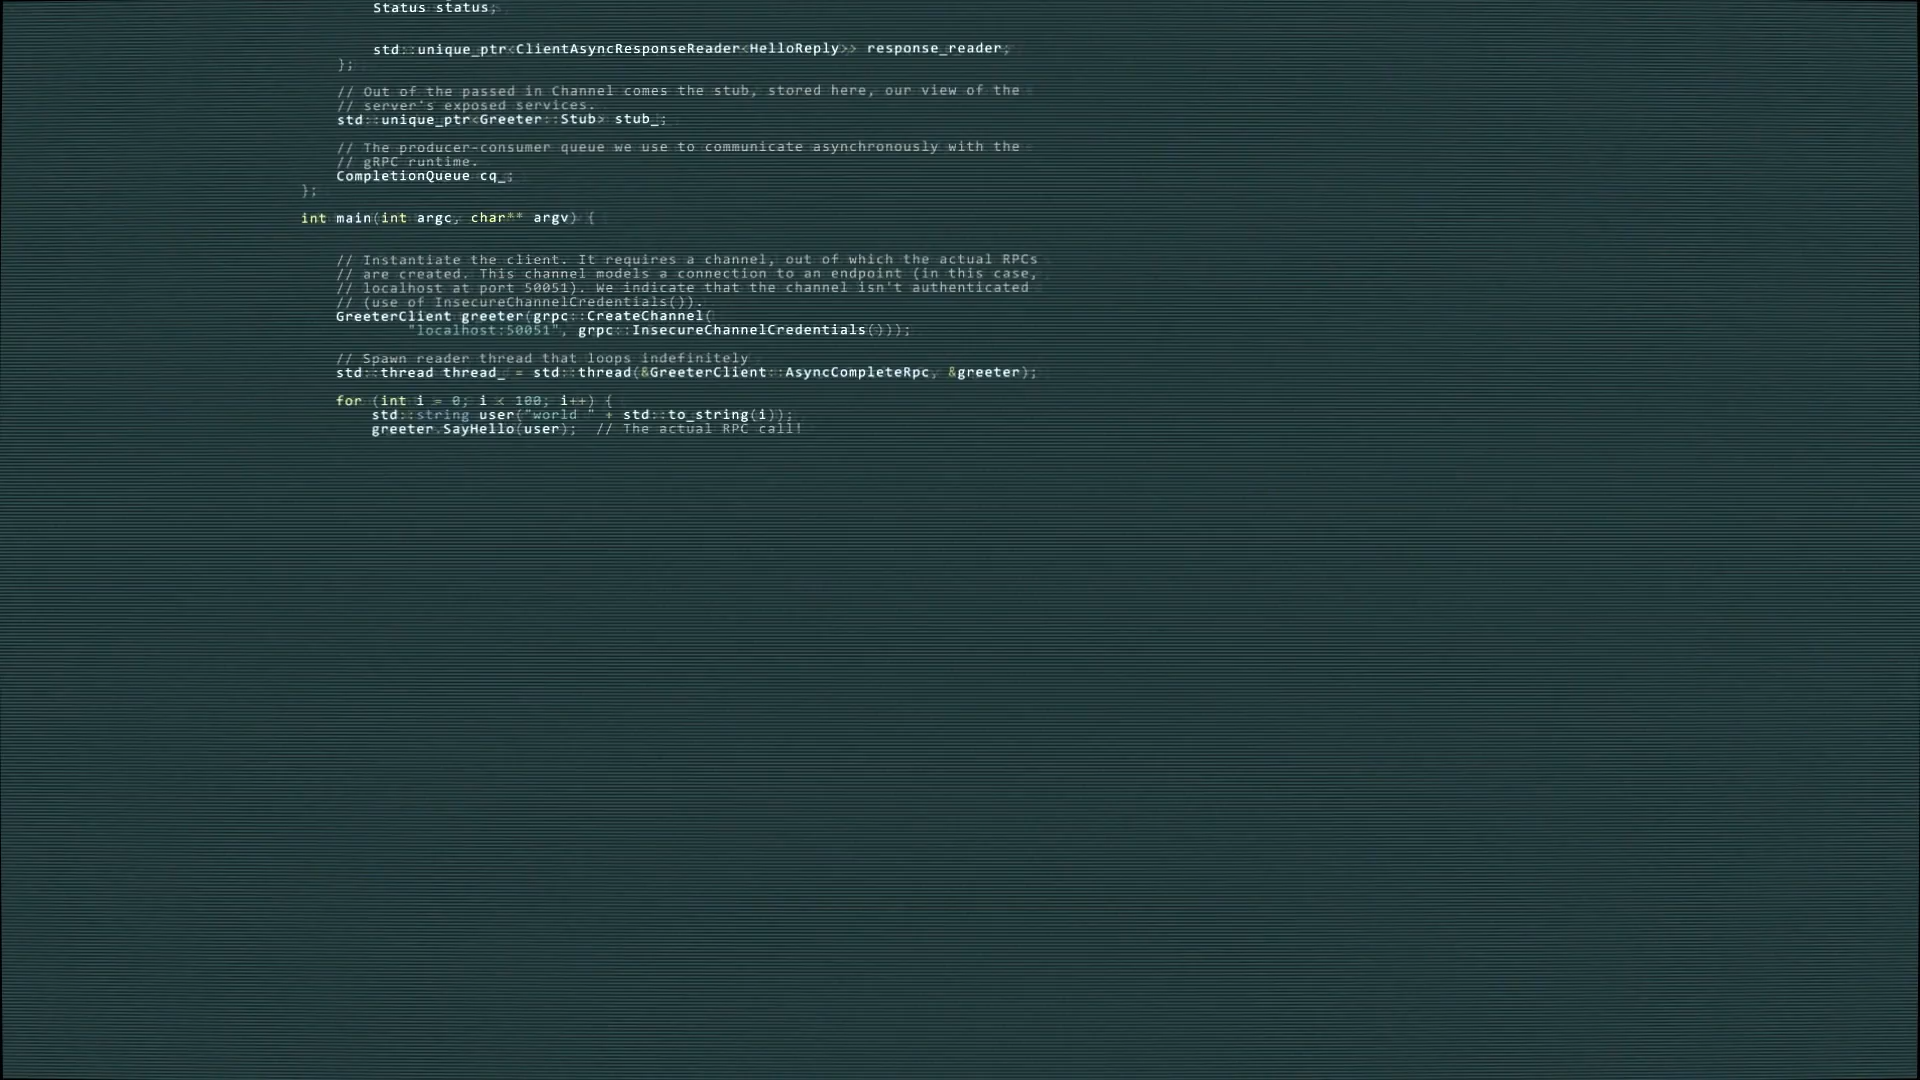 Status status;
std::unique_ptr<ClientAsyncResponseReader<HelloReply>> response_reader;
};
// Out of the passed in Channel comes the stub, stored here, our view of the
// server's exposed services.
std::unique_ptr<Greeter::Stub> stub_;
// The producer-consumer queue we use to communicate asynchronously with the
// gRPC runtime.
CompletionQueue cq_;
};
int main(int argc, char** argv) {
// Instantiate the client. It requires a channel, out of which the actual RPCs
// are created. This channel models a connection to an endpoint (in this case,
// localhost at port 50051). We indicate that the channel isn't authenticated
// (use of InsecureChannelCredentials()).
GreeterClient greeter(grpc::CreateChannel(
"localhost:50051", grpc::InsecureChannelCredentials()));
// Spawn reader thread that loops indefinitely
std::thread thread_ = std::thread(&GreeterClient::AsyncCompleteRpc, &greeter);
for (int i = 0; i < 100; i++) {
std::string user("world " + std::to_string(i));
greeter.SayHello(user);  // The actual RPC call!